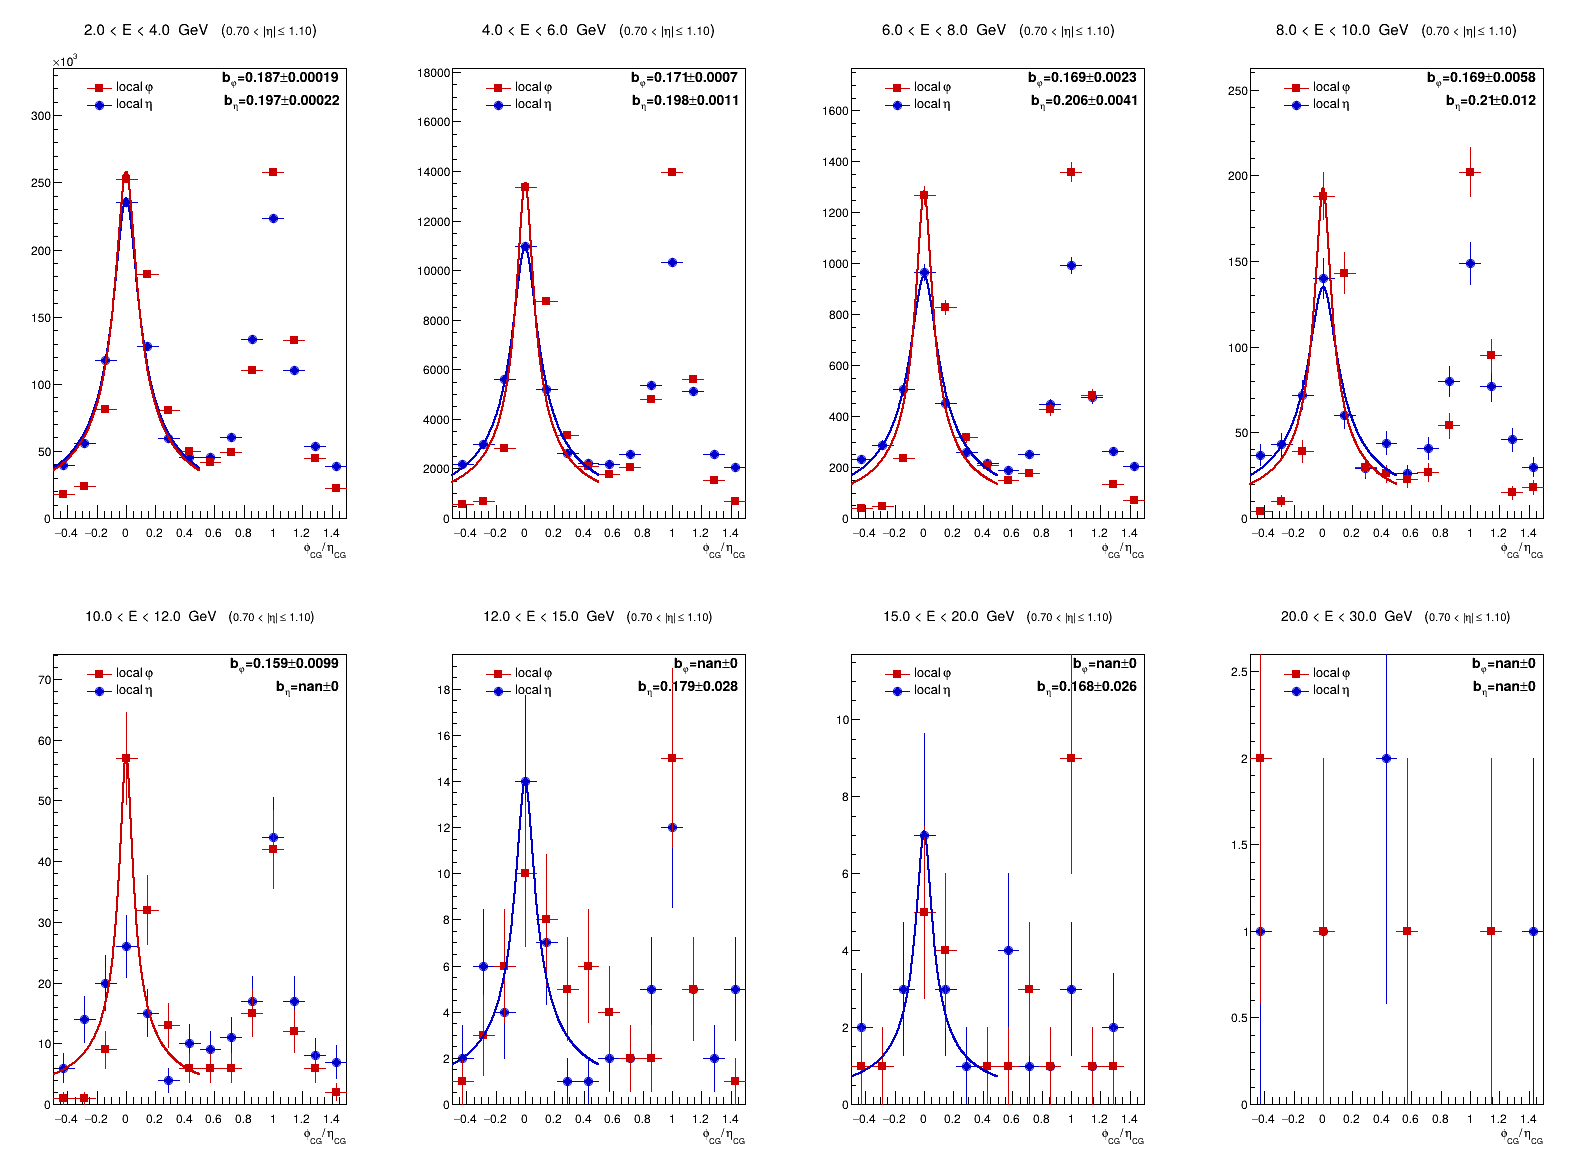 2.0 < E < 4.0 GeV (0.70 < |η| ≤ 1.10)
4.0 < E < 6.0 GeV (0.70 < |η| ≤ 1.10)
6.0 < E < 8.0 GeV (0.70 < |η| ≤ 1.10)
8.0 < E < 10.0 GeV (0.70 < |η| ≤ 1.10)
×10³
local φ
local η
b_φ=0.187±0.00019
b_η=0.197±0.00022
300
250
200
150
100
50
0
−0.4 −0.2 0 0.2 0.4 0.6 0.8 1 1.2 1.4
ϕ_CG/η_CG
local φ
local η
b_φ=0.171±0.0007
b_η=0.198±0.0011
18000
16000
14000
12000
10000
8000
6000
4000
2000
0
−0.4 −0.2 0 0.2 0.4 0.6 0.8 1 1.2 1.4
ϕ_CG/η_CG
local φ
local η
b_φ=0.169±0.0023
b_η=0.206±0.0041
1600
1400
1200
1000
800
600
400
200
0
−0.4 −0.2 0 0.2 0.4 0.6 0.8 1 1.2 1.4
ϕ_CG/η_CG
local φ
local η
b_φ=0.169±0.0058
b_η=0.21±0.012
250
200
150
100
50
0
−0.4 −0.2 0 0.2 0.4 0.6 0.8 1 1.2 1.4
ϕ_CG/η_CG
10.0 < E < 12.0 GeV (0.70 < |η| ≤ 1.10)
12.0 < E < 15.0 GeV (0.70 < |η| ≤ 1.10)
15.0 < E < 20.0 GeV (0.70 < |η| ≤ 1.10)
20.0 < E < 30.0 GeV (0.70 < |η| ≤ 1.10)
local φ
local η
b_φ=0.159±0.0099
b_η=nan±0
70
60
50
40
30
20
10
0
−0.4 −0.2 0 0.2 0.4 0.6 0.8 1 1.2 1.4
ϕ_CG/η_CG
local φ
local η
b_φ=nan±0
b_η=0.179±0.028
18
16
14
12
10
8
6
4
2
0
−0.4 −0.2 0 0.2 0.4 0.6 0.8 1 1.2 1.4
ϕ_CG/η_CG
local φ
local η
b_φ=nan±0
b_η=0.168±0.026
10
8
6
4
2
0
−0.4 −0.2 0 0.2 0.4 0.6 0.8 1 1.2 1.4
ϕ_CG/η_CG
local φ
local η
b_φ=nan±0
b_η=nan±0
2.5
2
1.5
1
0.5
0
−0.4 −0.2 0 0.2 0.4 0.6 0.8 1 1.2 1.4
ϕ_CG/η_CG